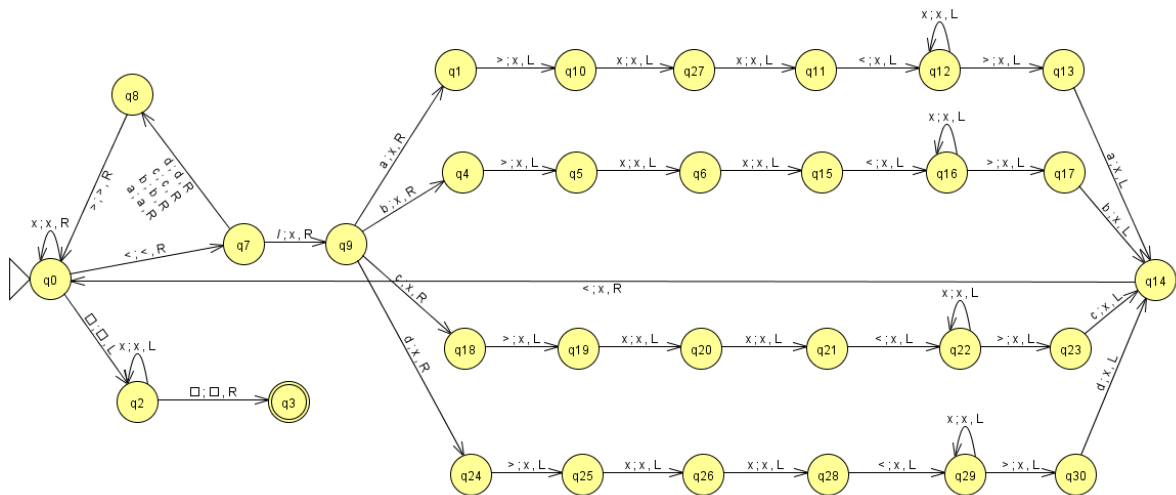 x ; x , L
q1
> ; x , L
q10
x ; x , L
q27
x ; x , L
q11
< ; x , L
q12
> ; x , L
q13
q8
d ; d , R
c ; c , R
b ; b , R
a ; a , R
> ; > , R
a ; x , R
a ; x , L
x ; x , L
q4
> ; x , L
q5
x ; x , L
q6
x ; x , L
q15
< ; x , L
q16
> ; x , L
q17
b ; x , R
b ; x , L
x ; x , R
q0
< ; < , R
q7
/ ; x , R
q9
q14
< ; x , R
c ; x , R
c ; x , L
x ; x , L
q18
> ; x , L
q19
x ; x , L
q20
x ; x , L
q21
< ; x , L
q22
> ; x , L
q23
□ ; □ , L
x ; x , L
q2
□ ; □ , R
q3
d ; x , R
d ; x , L
x ; x , L
q24
> ; x , L
q25
x ; x , L
q26
x ; x , L
q28
< ; x , L
q29
> ; x , L
q30